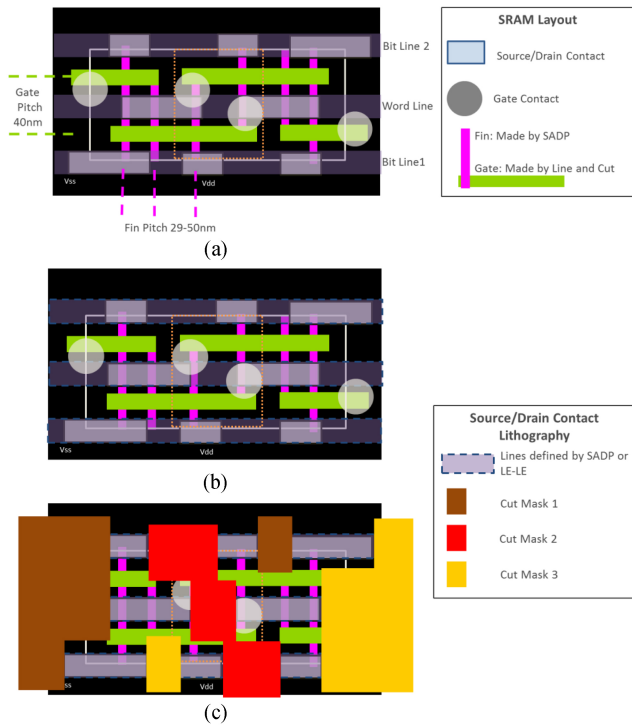 SRAM Layout
Source/Drain Contact
Gate Contact
Fin: Made by SADP
Gate: Made by Line and Cut
Bit Line 2
Word Line
Bit Line1
Gate
Pitch
40nm
Vss
Vdd
Fin Pitch 29-50nm
(a)
Vss
Vdd
(b)
Source/Drain Contact
Lithography
Lines defined by SADP or
LE-LE
Cut Mask 1
Cut Mask 2
Cut Mask 3
ss
Vdd
(c)